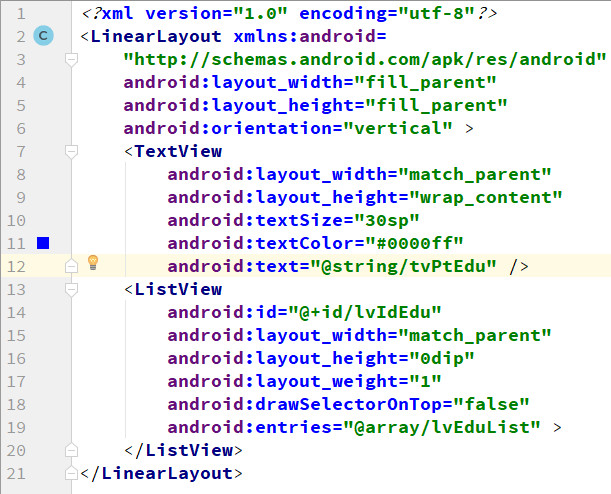 1 <?xml version="1.0" encoding="utf-8"?>
2 C <LinearLayout xmlns:android=
3 "http://schemas.android.com/apk/res/android"
4 android:layout_width="fill_parent"
5 android:layout_height="fill_parent"
6 android:orientation="vertical" >
7 <TextView
8 android:layout_width="match_parent"
9 android:layout_height="wrap_content"
10 android:textSize="30sp"
11 android:textColor="#0000ff"
12 android:text="@string/tvPtEdu" />
13 <ListView
14 android:id="@+id/lvIdEdu"
15 android:layout_width="match_parent"
16 android:layout_height="0dip"
17 android:layout_weight="1"
18 android:drawSelectorOnTop="false"
19 android:entries="@array/lvEduList" >
20 </ListView>
21 </LinearLayout>